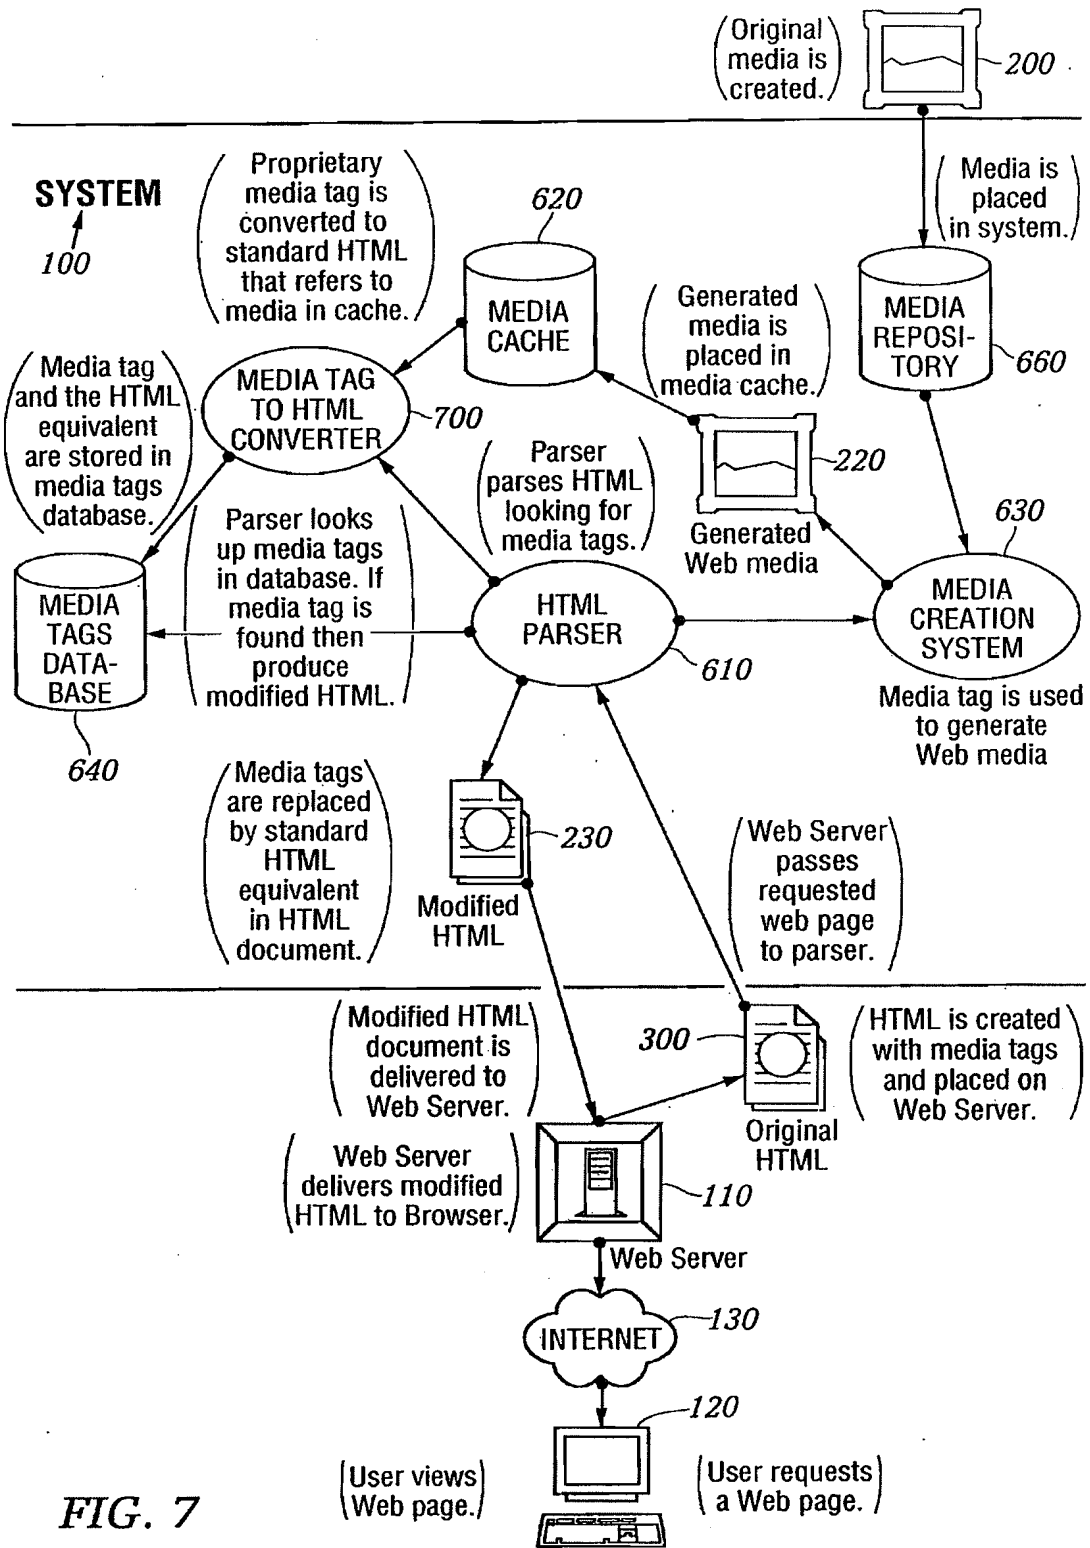 (Original
media is
created.)
200
SYSTEM
100
(Proprietary
media tag is
converted to
standard HTML
that refers to
media in cache.)
620
MEDIA
CACHE
(Media is
placed
in system.)
MEDIA
REPOSI-
TORY
660
(Generated
media is
placed in
media cache.)
(Media tag
and the HTML
equivalent
are stored in
media tags
database.)
MEDIA TAG
TO HTML
CONVERTER
700
220
Generated
Web media
(Parser
parses HTML
looking for
media tags.)
(Parser looks
up media tags
in database. If
media tag is
found then
produce
modified HTML.)
630
MEDIA
CREATION
SYSTEM
Media tag is used
to generate
Web media
HTML
PARSER
610
MEDIA
TAGS
DATA-
BASE
640
(Media tags
are replaced
by standard
HTML
equivalent
in HTML
document.)
230
Modified
HTML
(Web Server
passes
requested
web page
to parser.)
(Modified HTML
document is
delivered to
Web Server.)
300
Original
HTML
(HTML is created
with media tags
and placed on
Web Server.)
(Web Server
delivers modified
HTML to Browser.)
110
Web Server
INTERNET
130
120
(User views
Web page.)
(User requests
a Web page.)
FIG. 7